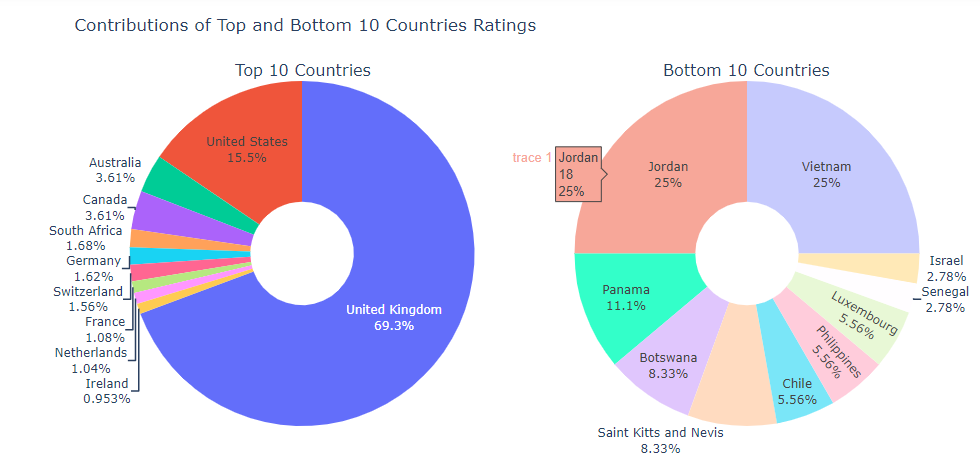 Contributions of Top and Bottom 10 Countries Ratings
Top 10 Countries
United States
15.5%
Australia
3.61%
Canada
3.61%
South Africa
1.68%
Germany
1.62%
Switzerland
1.56%
France
1.08%
Netherlands
1.04%
Ireland
0.953%
United Kingdom
69.3%
Bottom 10 Countries
trace 1
Jordan
18
25%
Jordan
25%
Vietnam
25%
Panama
11.1%
Botswana
8.33%
Saint Kitts and Nevis
8.33%
Chile
5.56%
Philippines
5.56%
Luxembourg
5.56%
Israel
2.78%
Senegal
2.78%